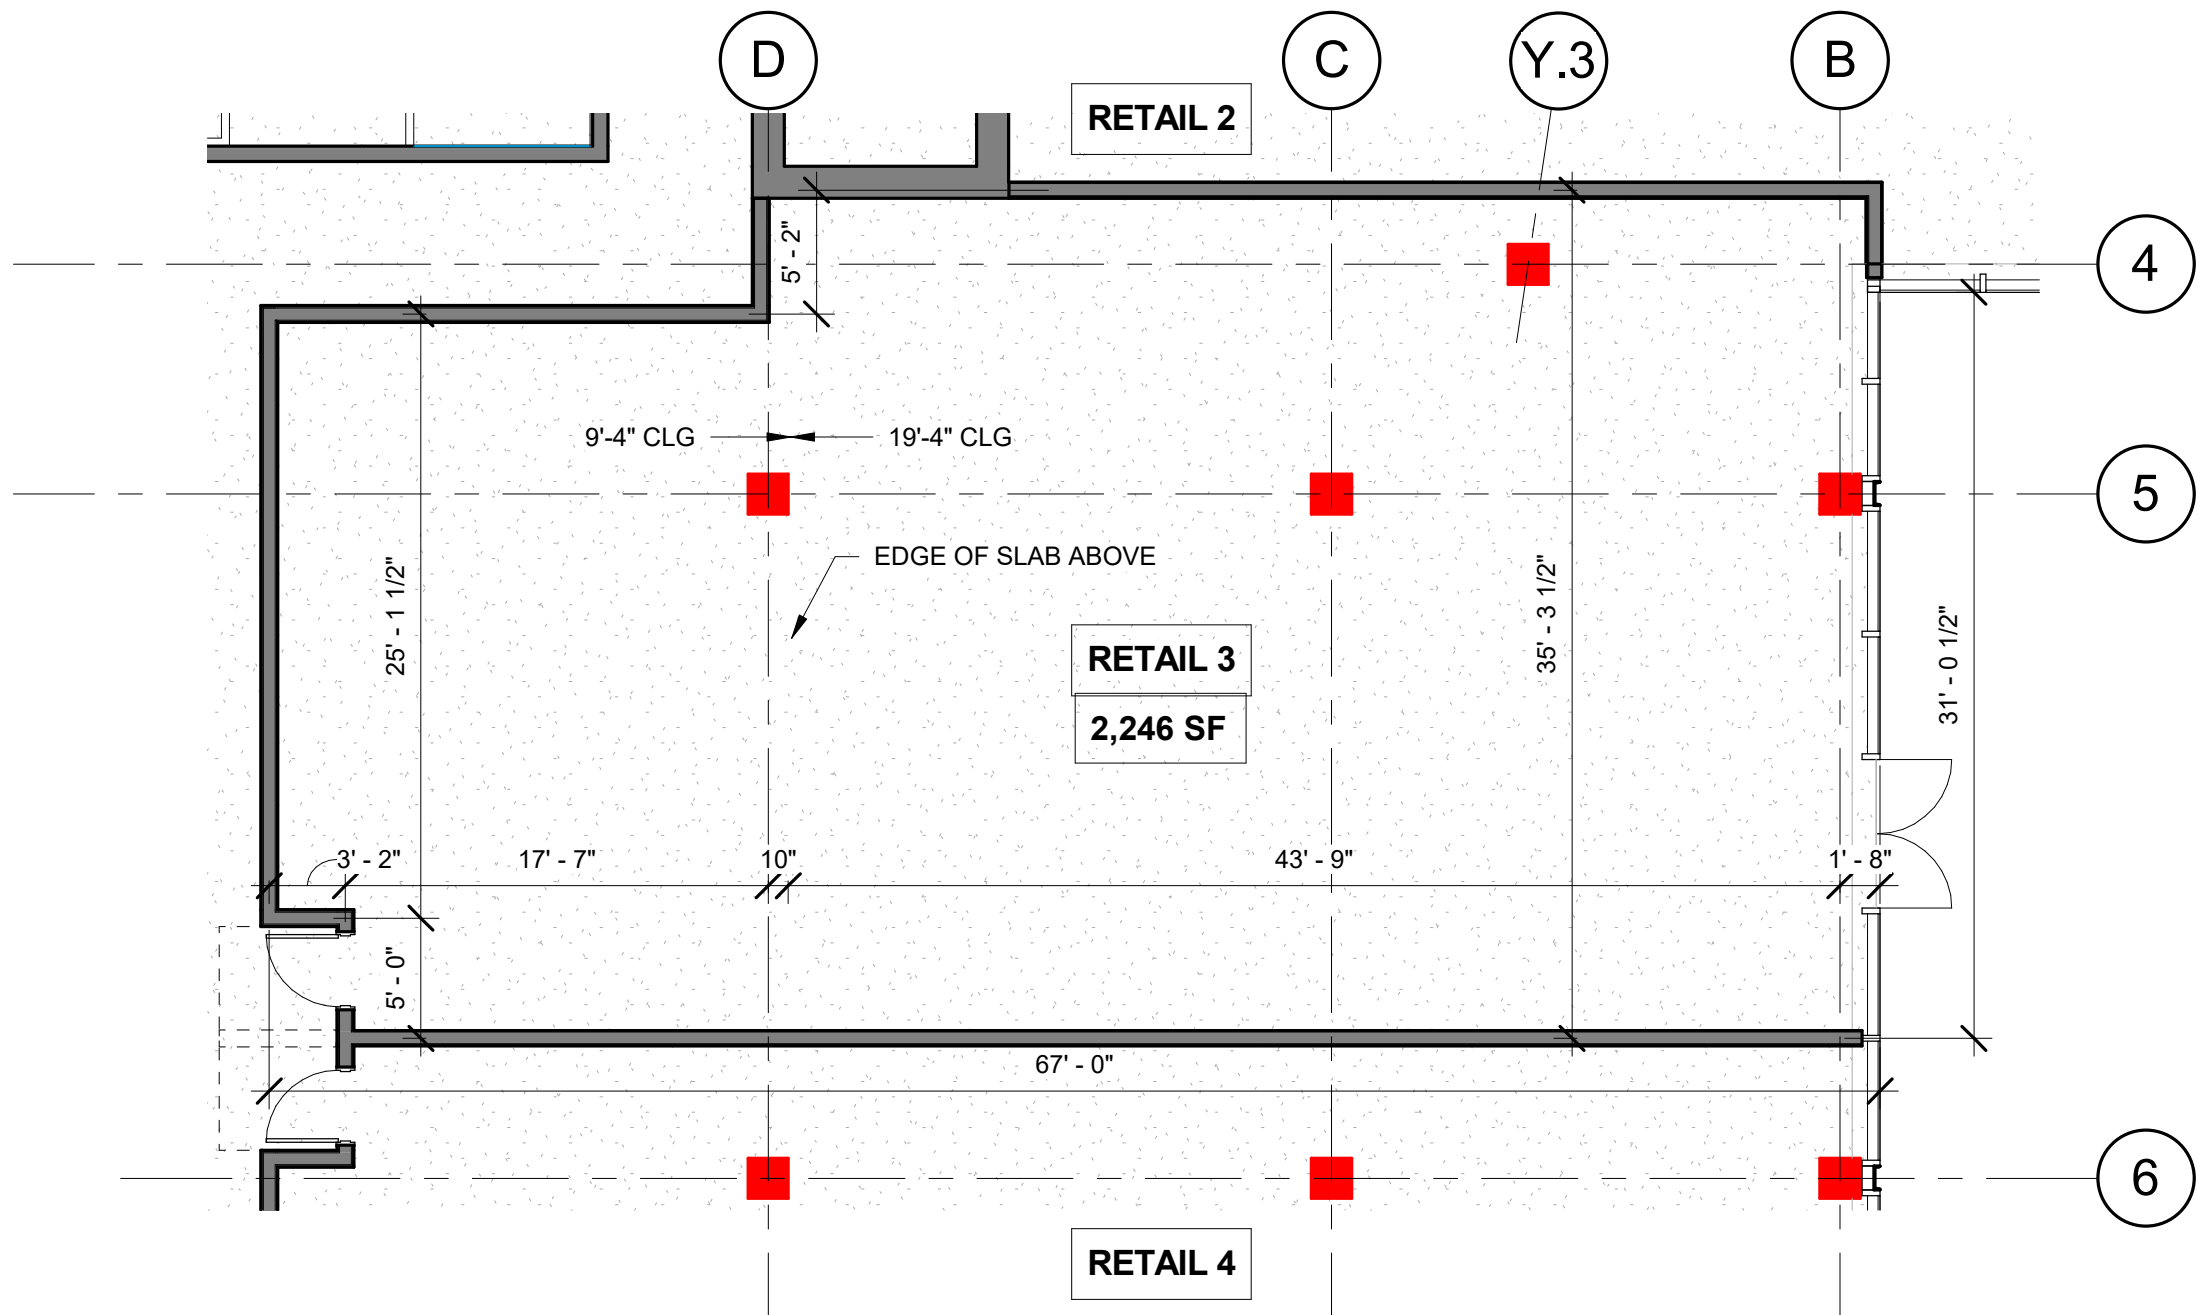 D
C
Y.3
B
RETAIL 2
5' - 2"
4
9'-4" CLG
19'-4" CLG
5
EDGE OF SLAB ABOVE
25' - 1 1/2"
35' - 3 1/2"
31' - 0 1/2"
RETAIL 3
2,246 SF
3' - 2"
17' - 7"
10"
43' - 9"
1' - 8"
5' - 0"
67' - 0"
6
RETAIL 4